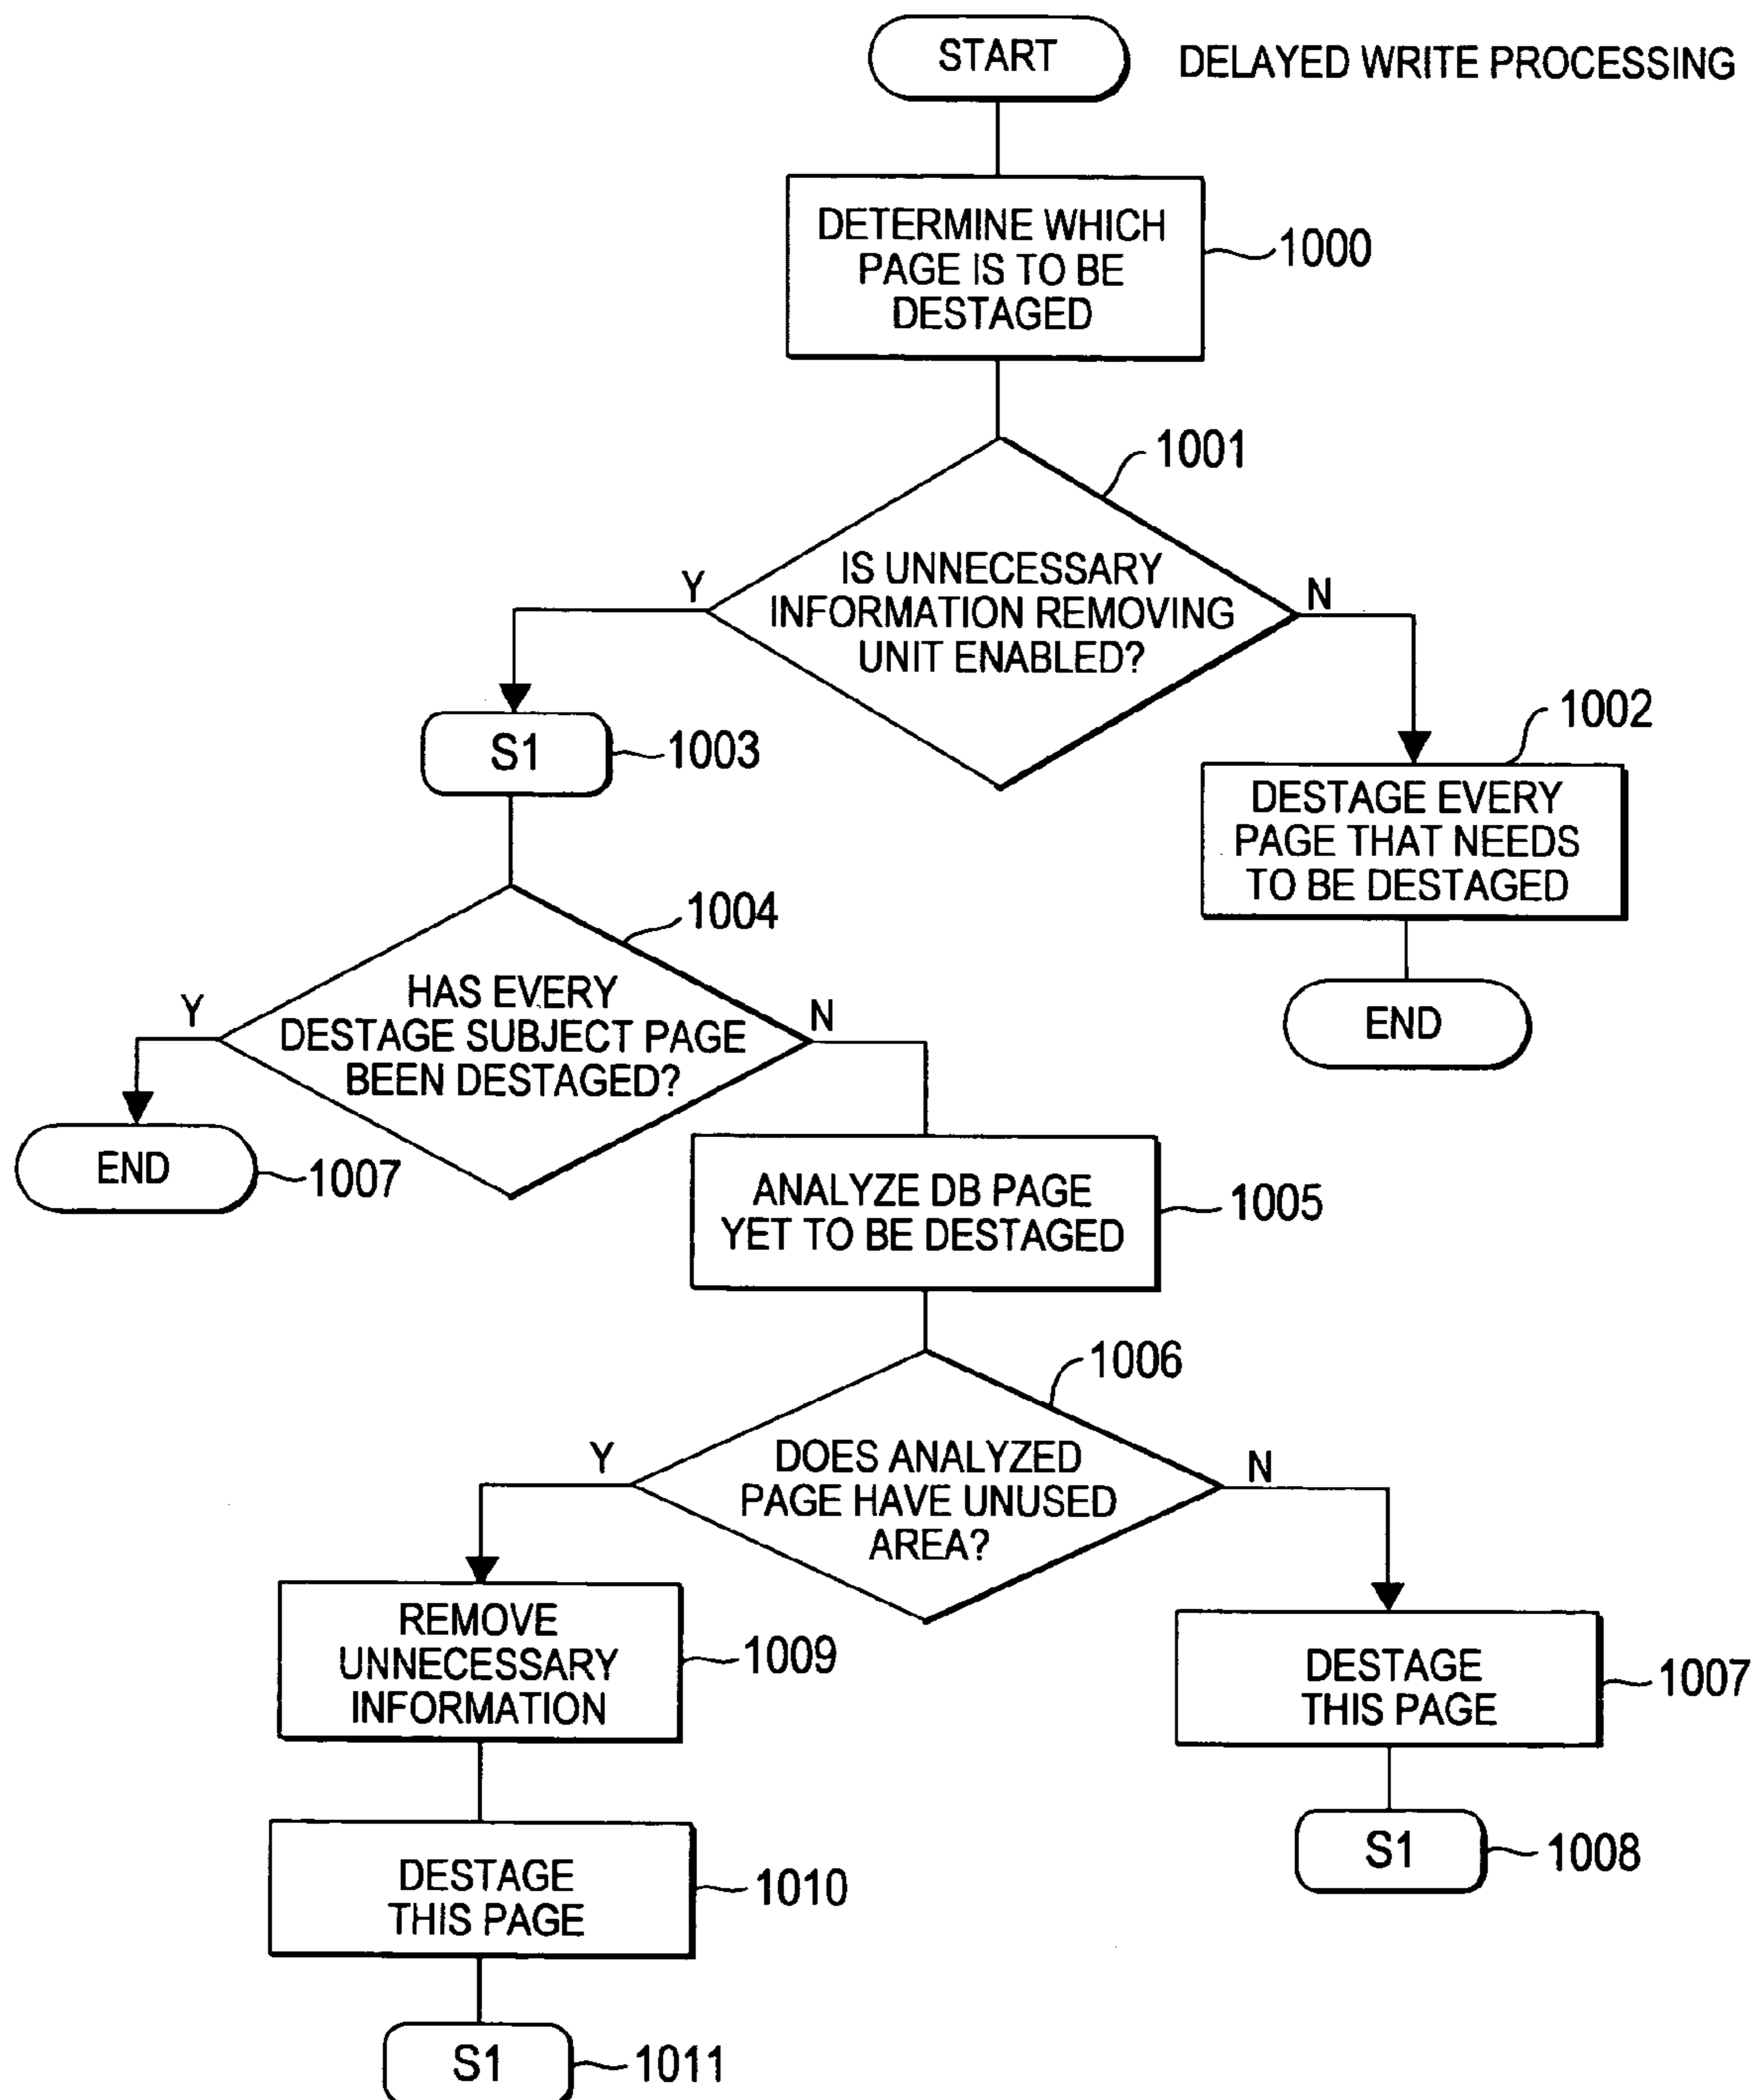 START
DELAYED WRITE PROCESSING
DETERMINE WHICH
PAGE IS TO BE
DESTAGED
1000
1001
IS UNNECESSARY
INFORMATION REMOVING
UNIT ENABLED?
Y
N
S1
1003
1002
DESTAGE EVERY
PAGE THAT NEEDS
TO BE DESTAGED
END
1004
HAS EVERY
DESTAGE SUBJECT PAGE
BEEN DESTAGED?
Y
N
END
1007
ANALYZE DB PAGE
YET TO BE DESTAGED
1005
1006
DOES ANALYZED
PAGE HAVE UNUSED
AREA?
Y
N
REMOVE
UNNECESSARY
INFORMATION
1009
DESTAGE
THIS PAGE
1007
DESTAGE
THIS PAGE
1010
S1
1008
S1
1011